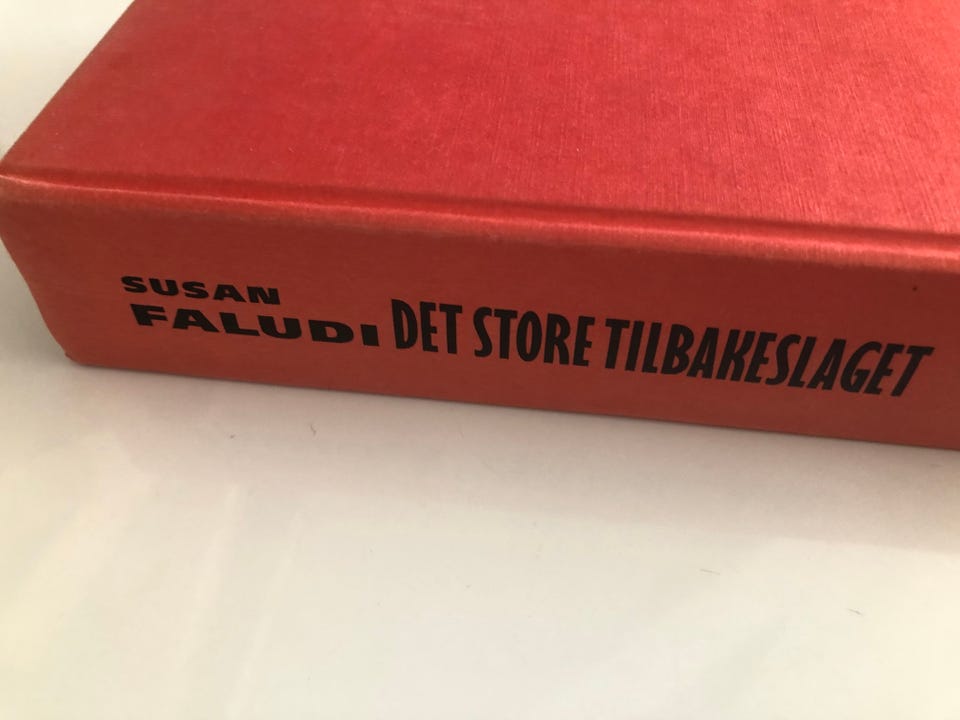 SUSAN
FALUDI
DET STORE TILBAKESLAGET